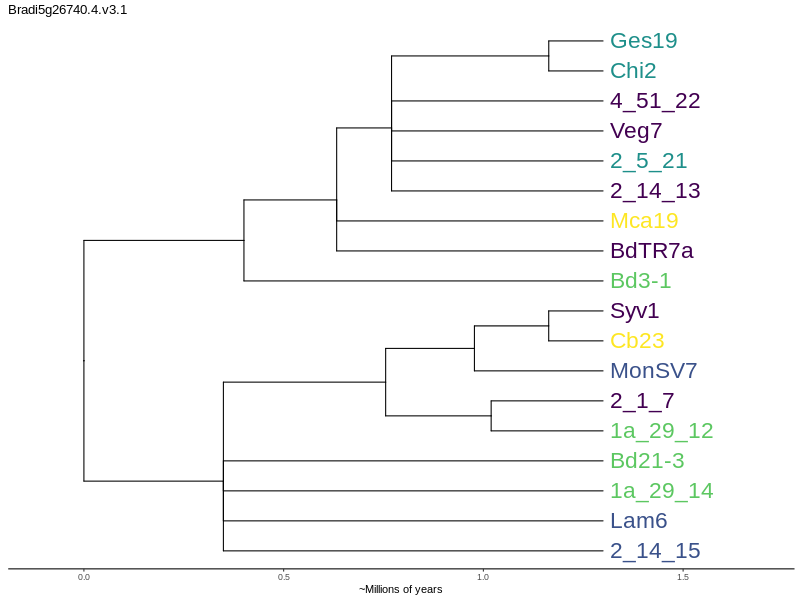 Bradi5g26740.4.v3.1
Ges19
Chi2
4_51_22
Veg7
2_5_21
2_14_13
Mca19
BdTR7a
Bd3-1
Syv1
Cb23
MonSV7
2_1_7
1a_29_12
Bd21-3
1a_29_14
Lam6
2_14_15
0.0 0.5 1.0 1.5
~Millions of years